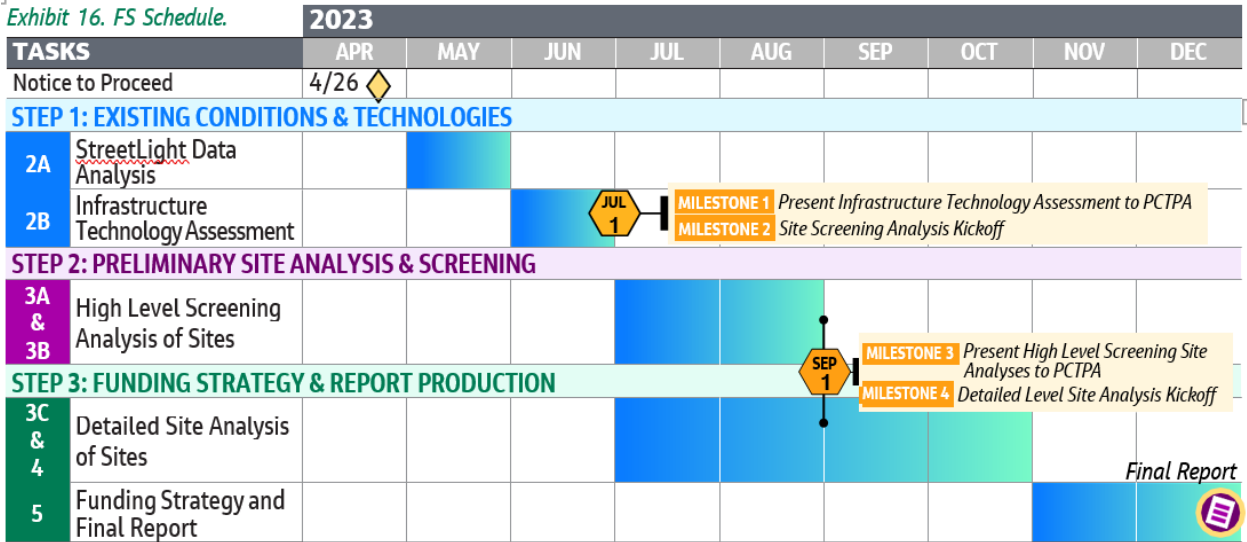 Exhibit 16. FS Schedule.
2023
TASKS APR MAY JUN JUL AUG SEP OCT NOV DEC
Notice to Proceed 4/26
STEP 1: EXISTING CONDITIONS & TECHNOLOGIES
2A StreetLight Data
Analysis
2B Infrastructure
Technology Assessment
JUL
1
MILESTONE 1 Present Infrastructure Technology Assessment to PCTPA
MILESTONE 2 Site Screening Analysis Kickoff
STEP 2: PRELIMINARY SITE ANALYSIS & SCREENING
3A
&
3B
High Level Screening
Analysis of Sites
SEP
1
MILESTONE 3 Present High Level Screening Site
Analyses to PCTPA
MILESTONE 4 Detailed Level Site Analysis Kickoff
STEP 3: FUNDING STRATEGY & REPORT PRODUCTION
3C
&
4
Detailed Site Analysis
of Sites
Final Report
5 Funding Strategy and
Final Report